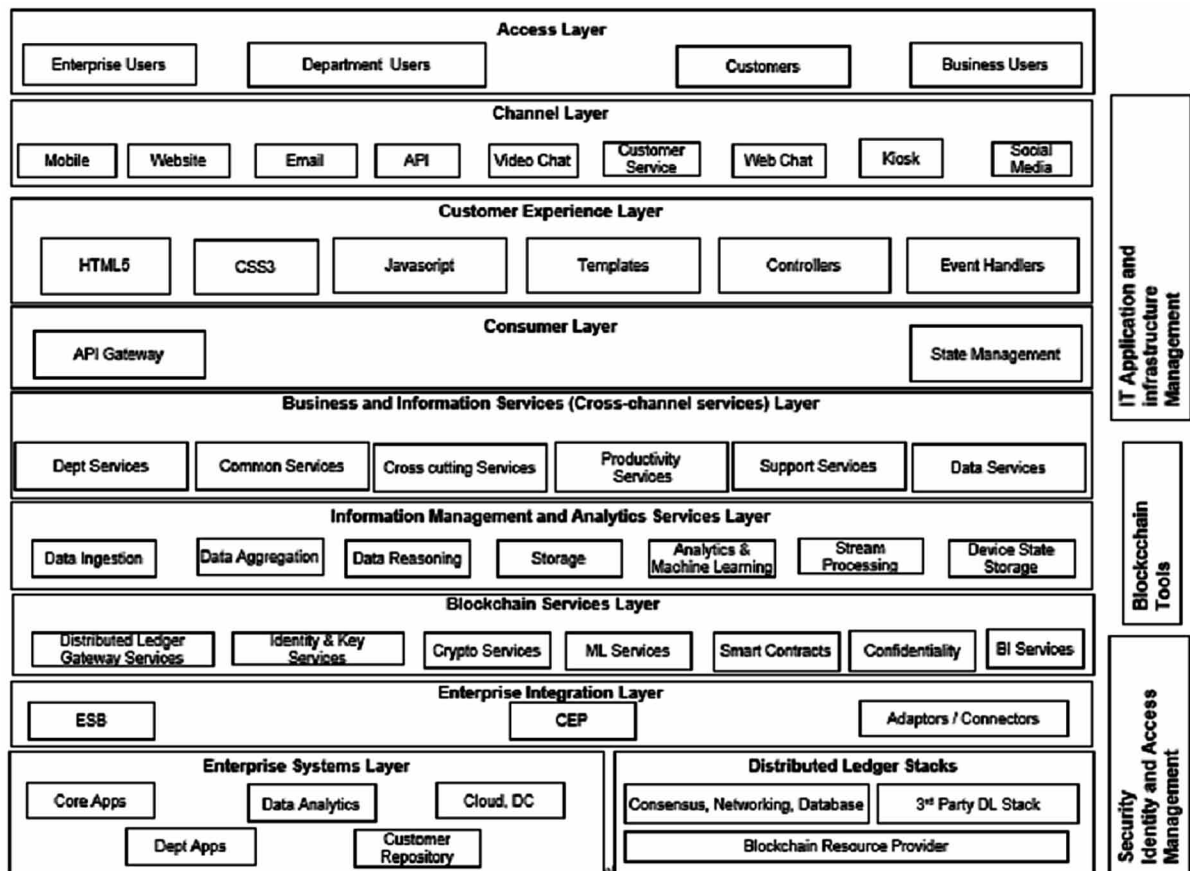 Access Layer
Enterprise Users
Department Users
Customers
Business Users
Channel Layer
Mobile
Website
Email
API
Video Chat
Customer
Service
Web Chat
Kiosk
Social
Media
Customer Experience Layer
HTML5
CSS3
Javascript
Templates
Controllers
Event Handlers
Consumer Layer
API Gateway
State Management
Business and Information Services (Cross-channel services) Layer
Dept Services
Common Services
Cross cutting Services
Productivity
Services
Support Services
Data Services
Information Management and Analytics Services Layer
Data Ingestion
Data Aggregation
Data Reasoning
Storage
Analytics &
Machine Learning
Stream
Processing
Device State
Storage
Blockchain Services Layer
Distributed Ledger
Gateway Services
Identity & Key
Services
Crypto Services
ML Services
Smart Contracts
Confidentiality
BI Services
Enterprise Integration Layer
ESB
CEP
Adaptors / Connectors
Enterprise Systems Layer
Core Apps
Data Analytics
Cloud, DC
Dept Apps
Customer
Repository
Distributed Ledger Stacks
Consensus, Networking, Database
3rd Party DL Stack
Blockchain Resource Provider
IT Application and
infrastructure
Management
Blockcchain
Tools
Security
Identity and Access
Management